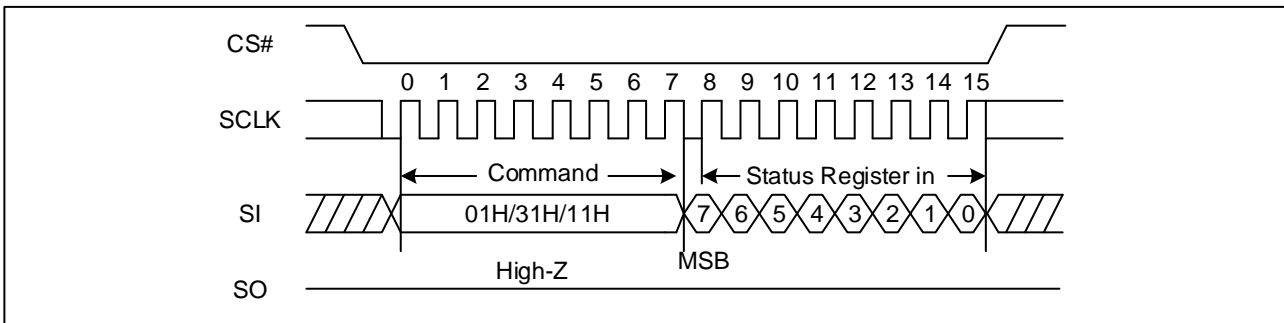 CS#
0 1 2 3 4 5 6 7 8 9 10 11 12 13 14 15
SCLK
Command Status Register in
SI 01H/31H/11H 7 6 5 4 3 2 1 0
High-Z MSB
SO